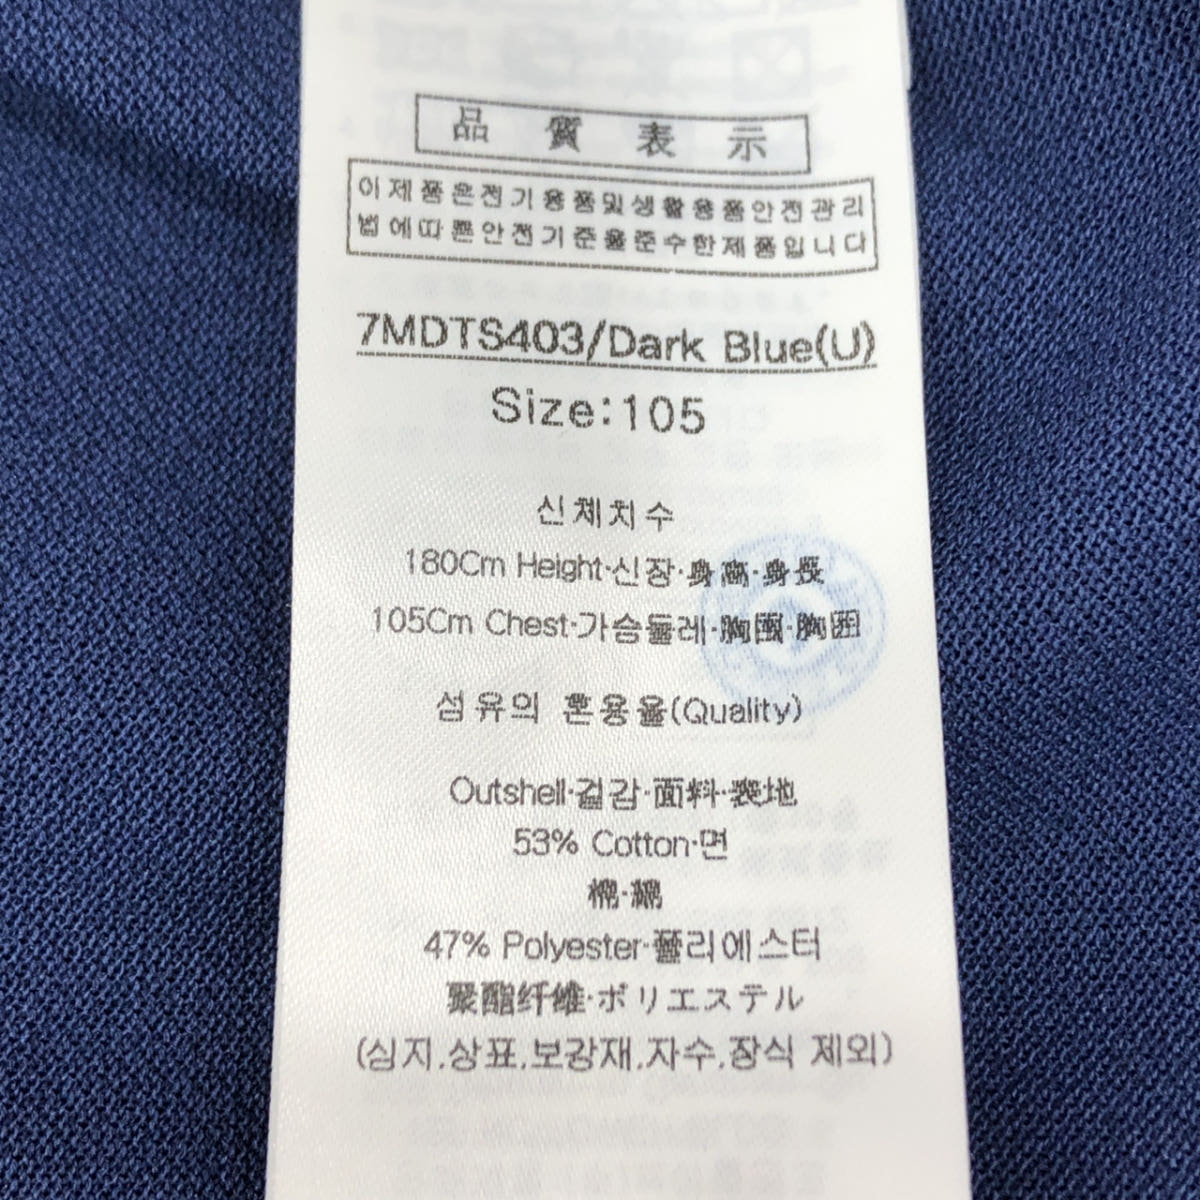 品質表示
이제품은전기용품및생활용품안전관리
법에따른안전기준을준수한제품입니다
7MDTS403/Dark Blue(U)
Size:105
신체치수
180Cm Height·신장·身高·身長
105Cm Chest·가슴둘레·胸围·胸囲
섬유의 혼용율(Quality)
Outshell·겉감·面料·表地
53% Cotton·면
棉·綿
47% Polyester·폴리에스터
聚酯纤维·ポリエステル
(심지.상표.보강재.자수.장식 제외)